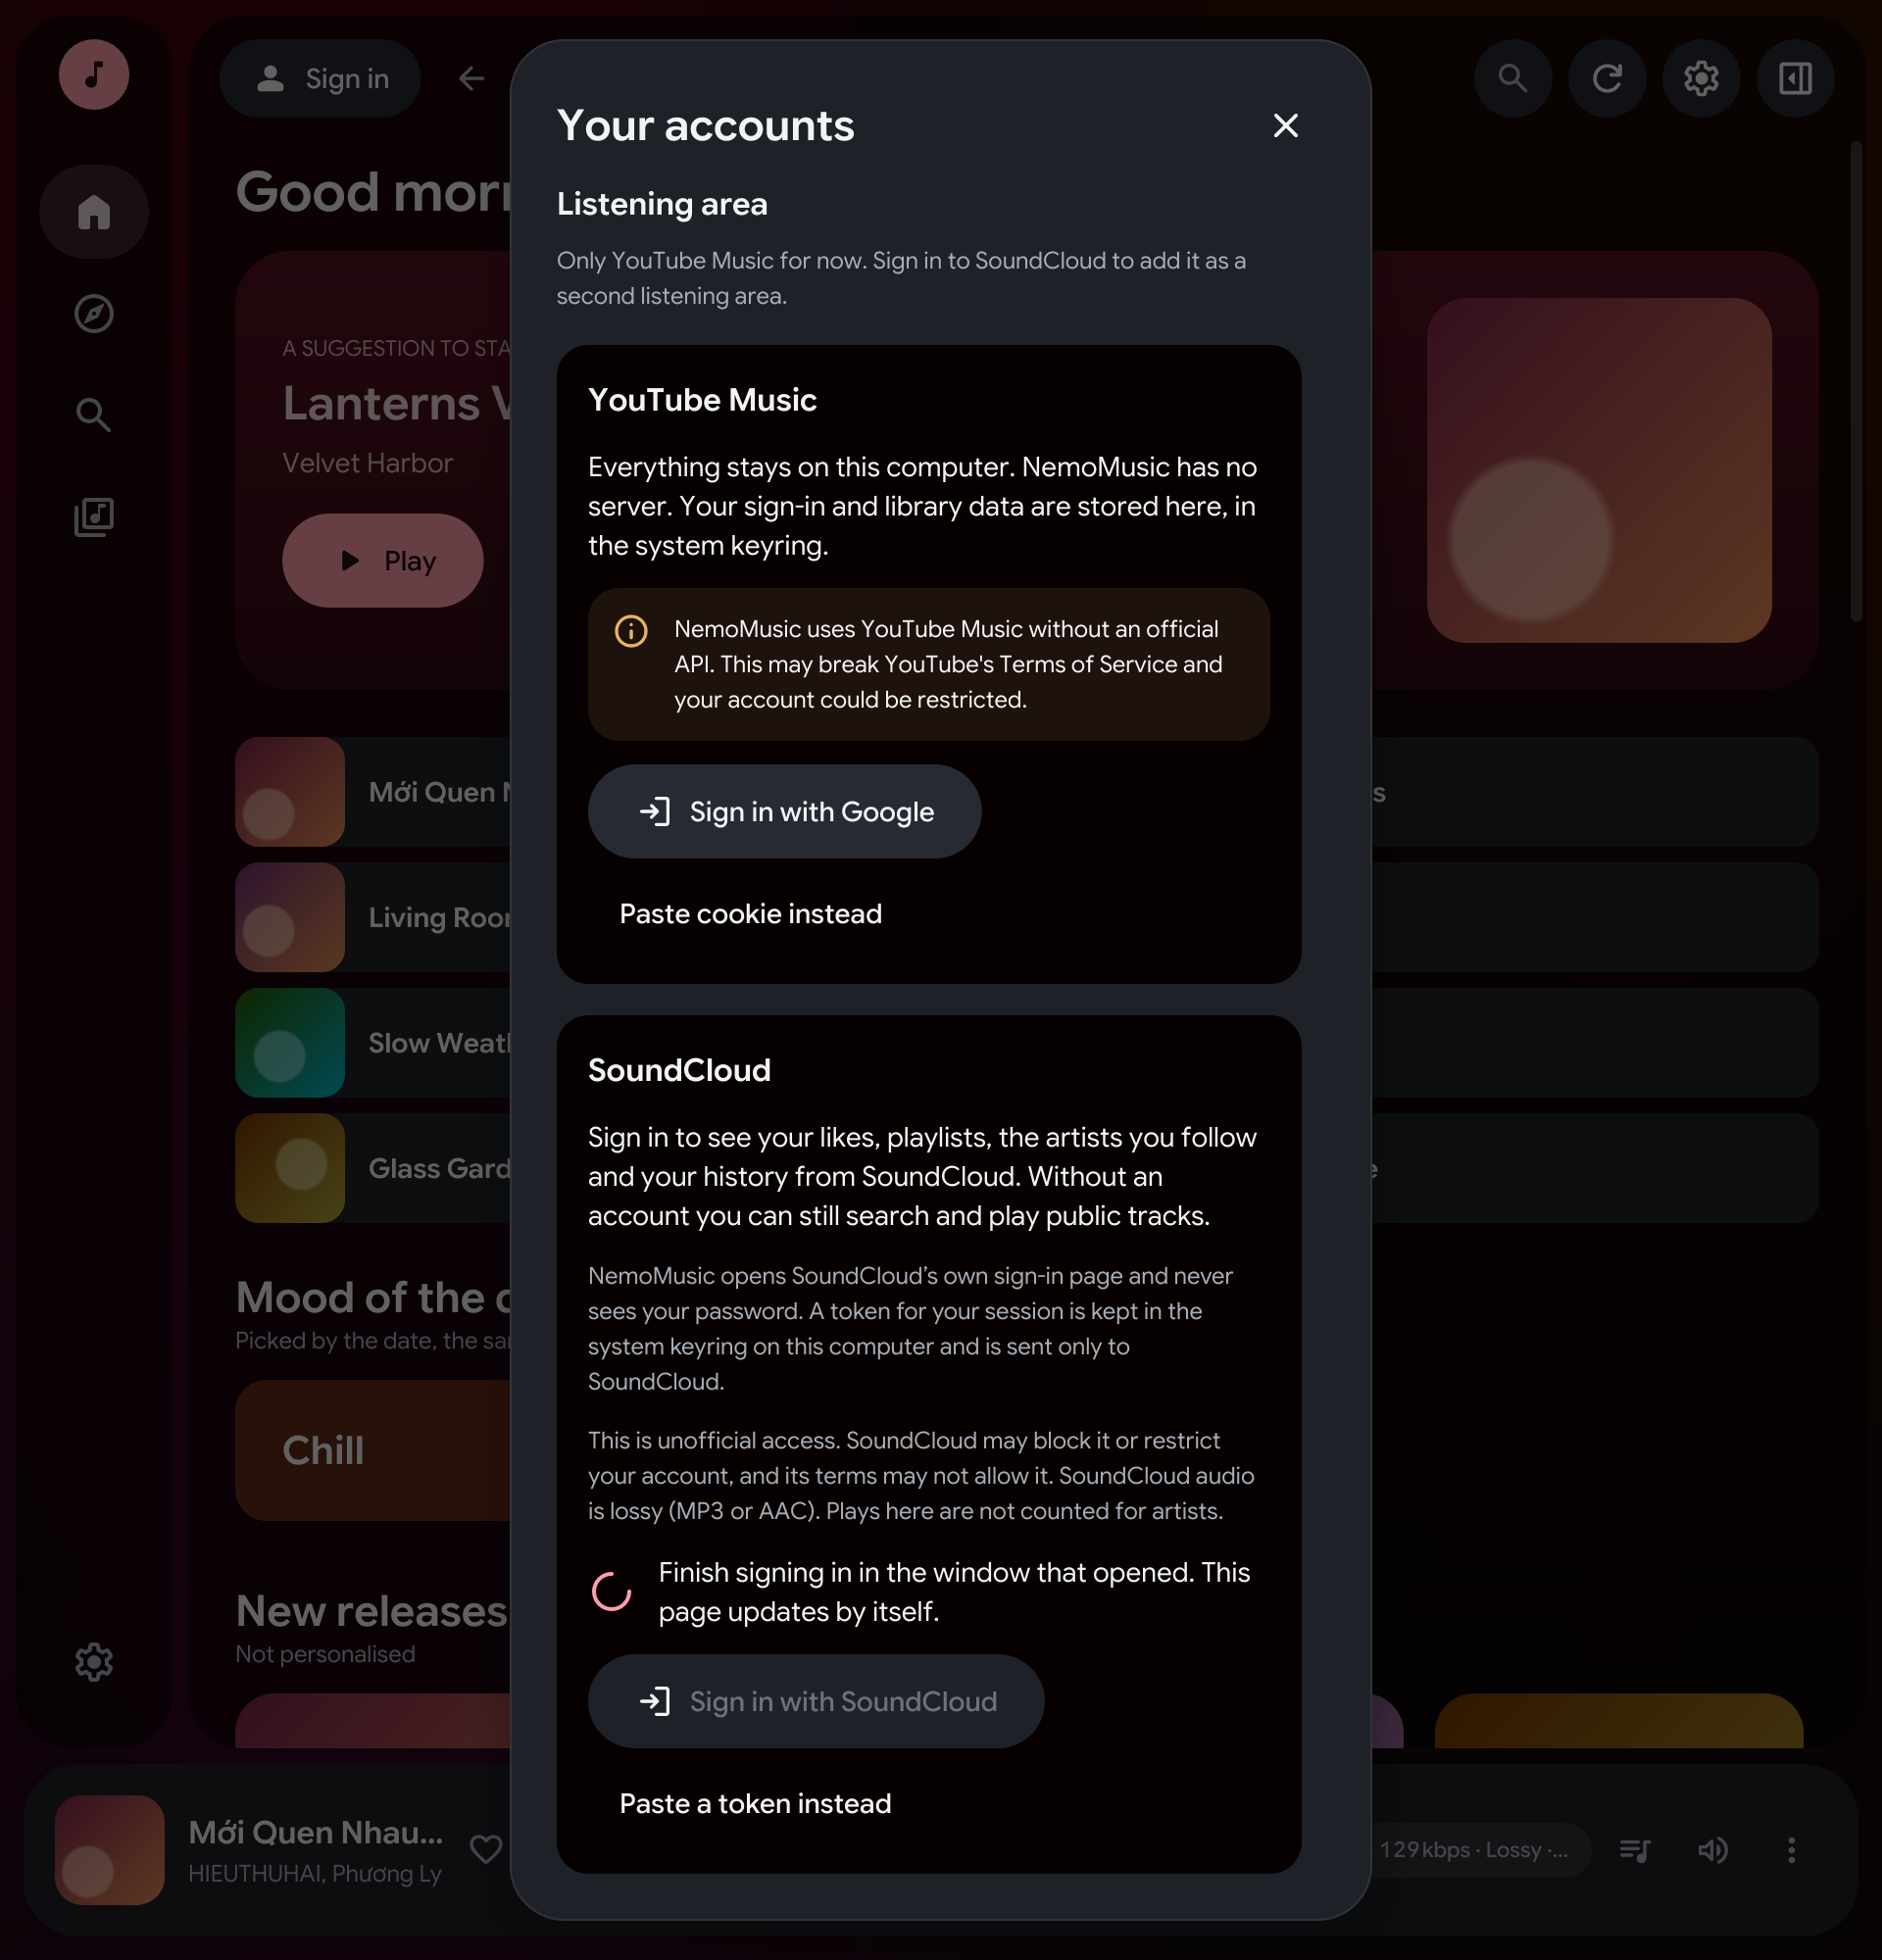 Sign in
Good morn
A SUGGESTION TO STA
Lanterns
Velvet Harbor
Play
Mới Quen
Living Roo
Slow Weat
Glass Gard
Mood of the
Picked by the date, the sa
Chill
New releases
Not personalised
Your accounts
Listening area
Only YouTube Music for now. Sign in to SoundCloud to add it as a
second listening area.
YouTube Music
Everything stays on this computer. NemoMusic has no
server. Your sign-in and library data are stored here, in
the system keyring.
NemoMusic uses YouTube Music without an official
API. This may break YouTube's Terms of Service and
your account could be restricted.
Sign in with Google
Paste cookie instead
SoundCloud
Sign in to see your likes, playlists, the artists you follow
and your history from SoundCloud. Without an
account you can still search and play public tracks.
NemoMusic opens SoundCloud’s own sign-in page and never
sees your password. A token for your session is kept in the
system keyring on this computer and is sent only to
SoundCloud.
This is unofficial access. SoundCloud may block it or restrict
your account, and its terms may not allow it. SoundCloud audio
is lossy (MP3 or AAC). Plays here are not counted for artists.
Finish signing in in the window that opened. This
page updates by itself.
Sign in with SoundCloud
Paste a token instead
Mới Quen Nhau...
HIEUTHUHAI, Phương Ly
129kbps · Lossy ·...